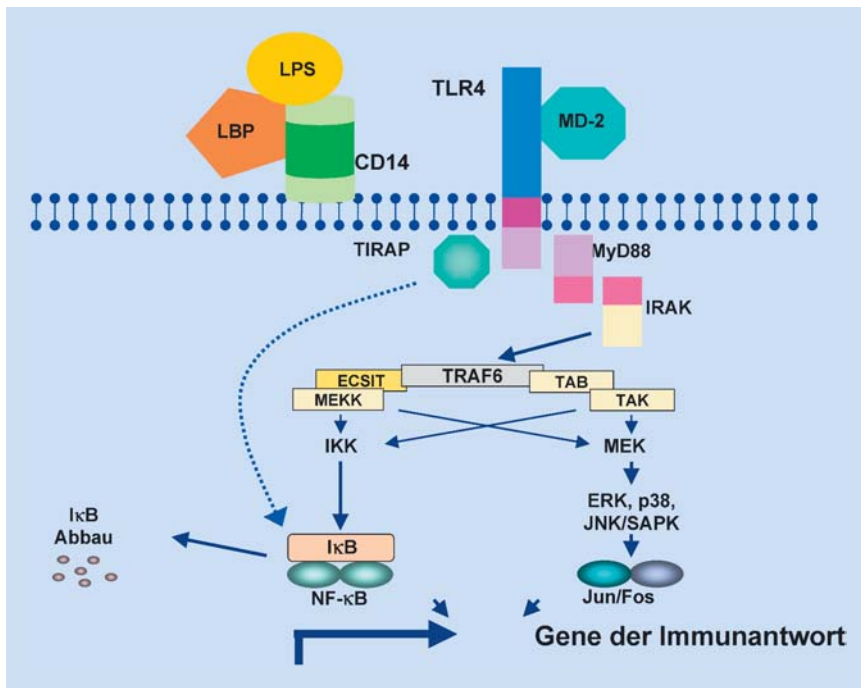 LPS
TLR4
LBP
MD-2
CD14
TIRAP
MyD88
IRAK
ECSIT
TRAF6
TAB
MEKK
TAK
IKK
MEK
ERK, p38,
JNK/SAPK
IκB
Abbau
IκB
NF-κB
Jun/Fos
Gene der Immunantwort